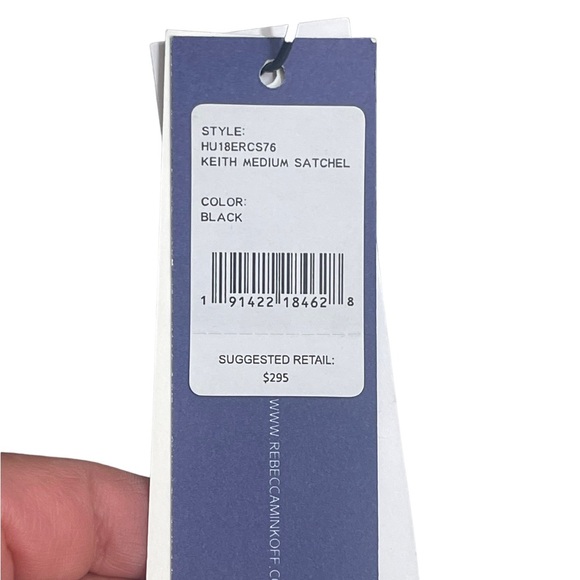 STYLE:
HU18ERCS76
KEITH MEDIUM SATCHEL
COLOR:
BLACK
1 91422 18462 8
SUGGESTED RETAIL:
$295
WWW.REBECCAMINKOFF.C